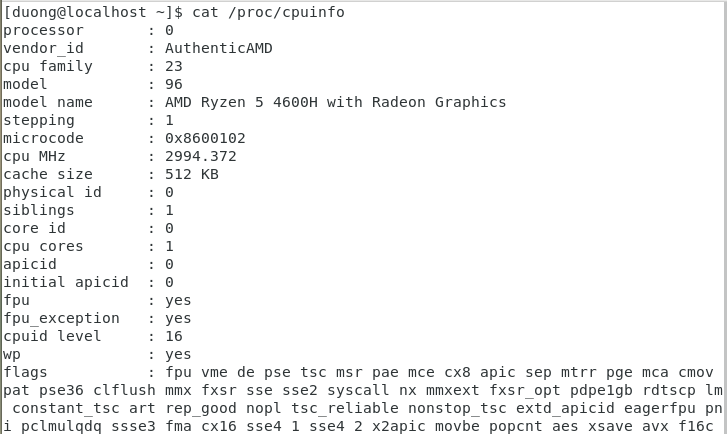 [duong@localhost ~]$ cat /proc/cpuinfo
processor       : 0
vendor_id       : AuthenticAMD
cpu family      : 23
model           : 96
model name      : AMD Ryzen 5 4600H with Radeon Graphics
stepping        : 1
microcode       : 0x8600102
cpu MHz         : 2994.372
cache size      : 512 KB
physical id     : 0
siblings        : 1
core id         : 0
cpu cores       : 1
apicid          : 0
initial apicid  : 0
fpu             : yes
fpu_exception   : yes
cpuid level     : 16
wp              : yes
flags           : fpu vme de pse tsc msr pae mce cx8 apic sep mtrr pge mca cmov
pat pse36 clflush mmx fxsr sse sse2 syscall nx mmxext fxsr_opt pdpe1gb rdtscp lm
 constant_tsc art rep_good nopl tsc_reliable nonstop_tsc extd_apicid eagerfpu pn
i pclmulqdq ssse3 fma cx16 sse4_1 sse4_2 x2apic movbe popcnt aes xsave avx f16c